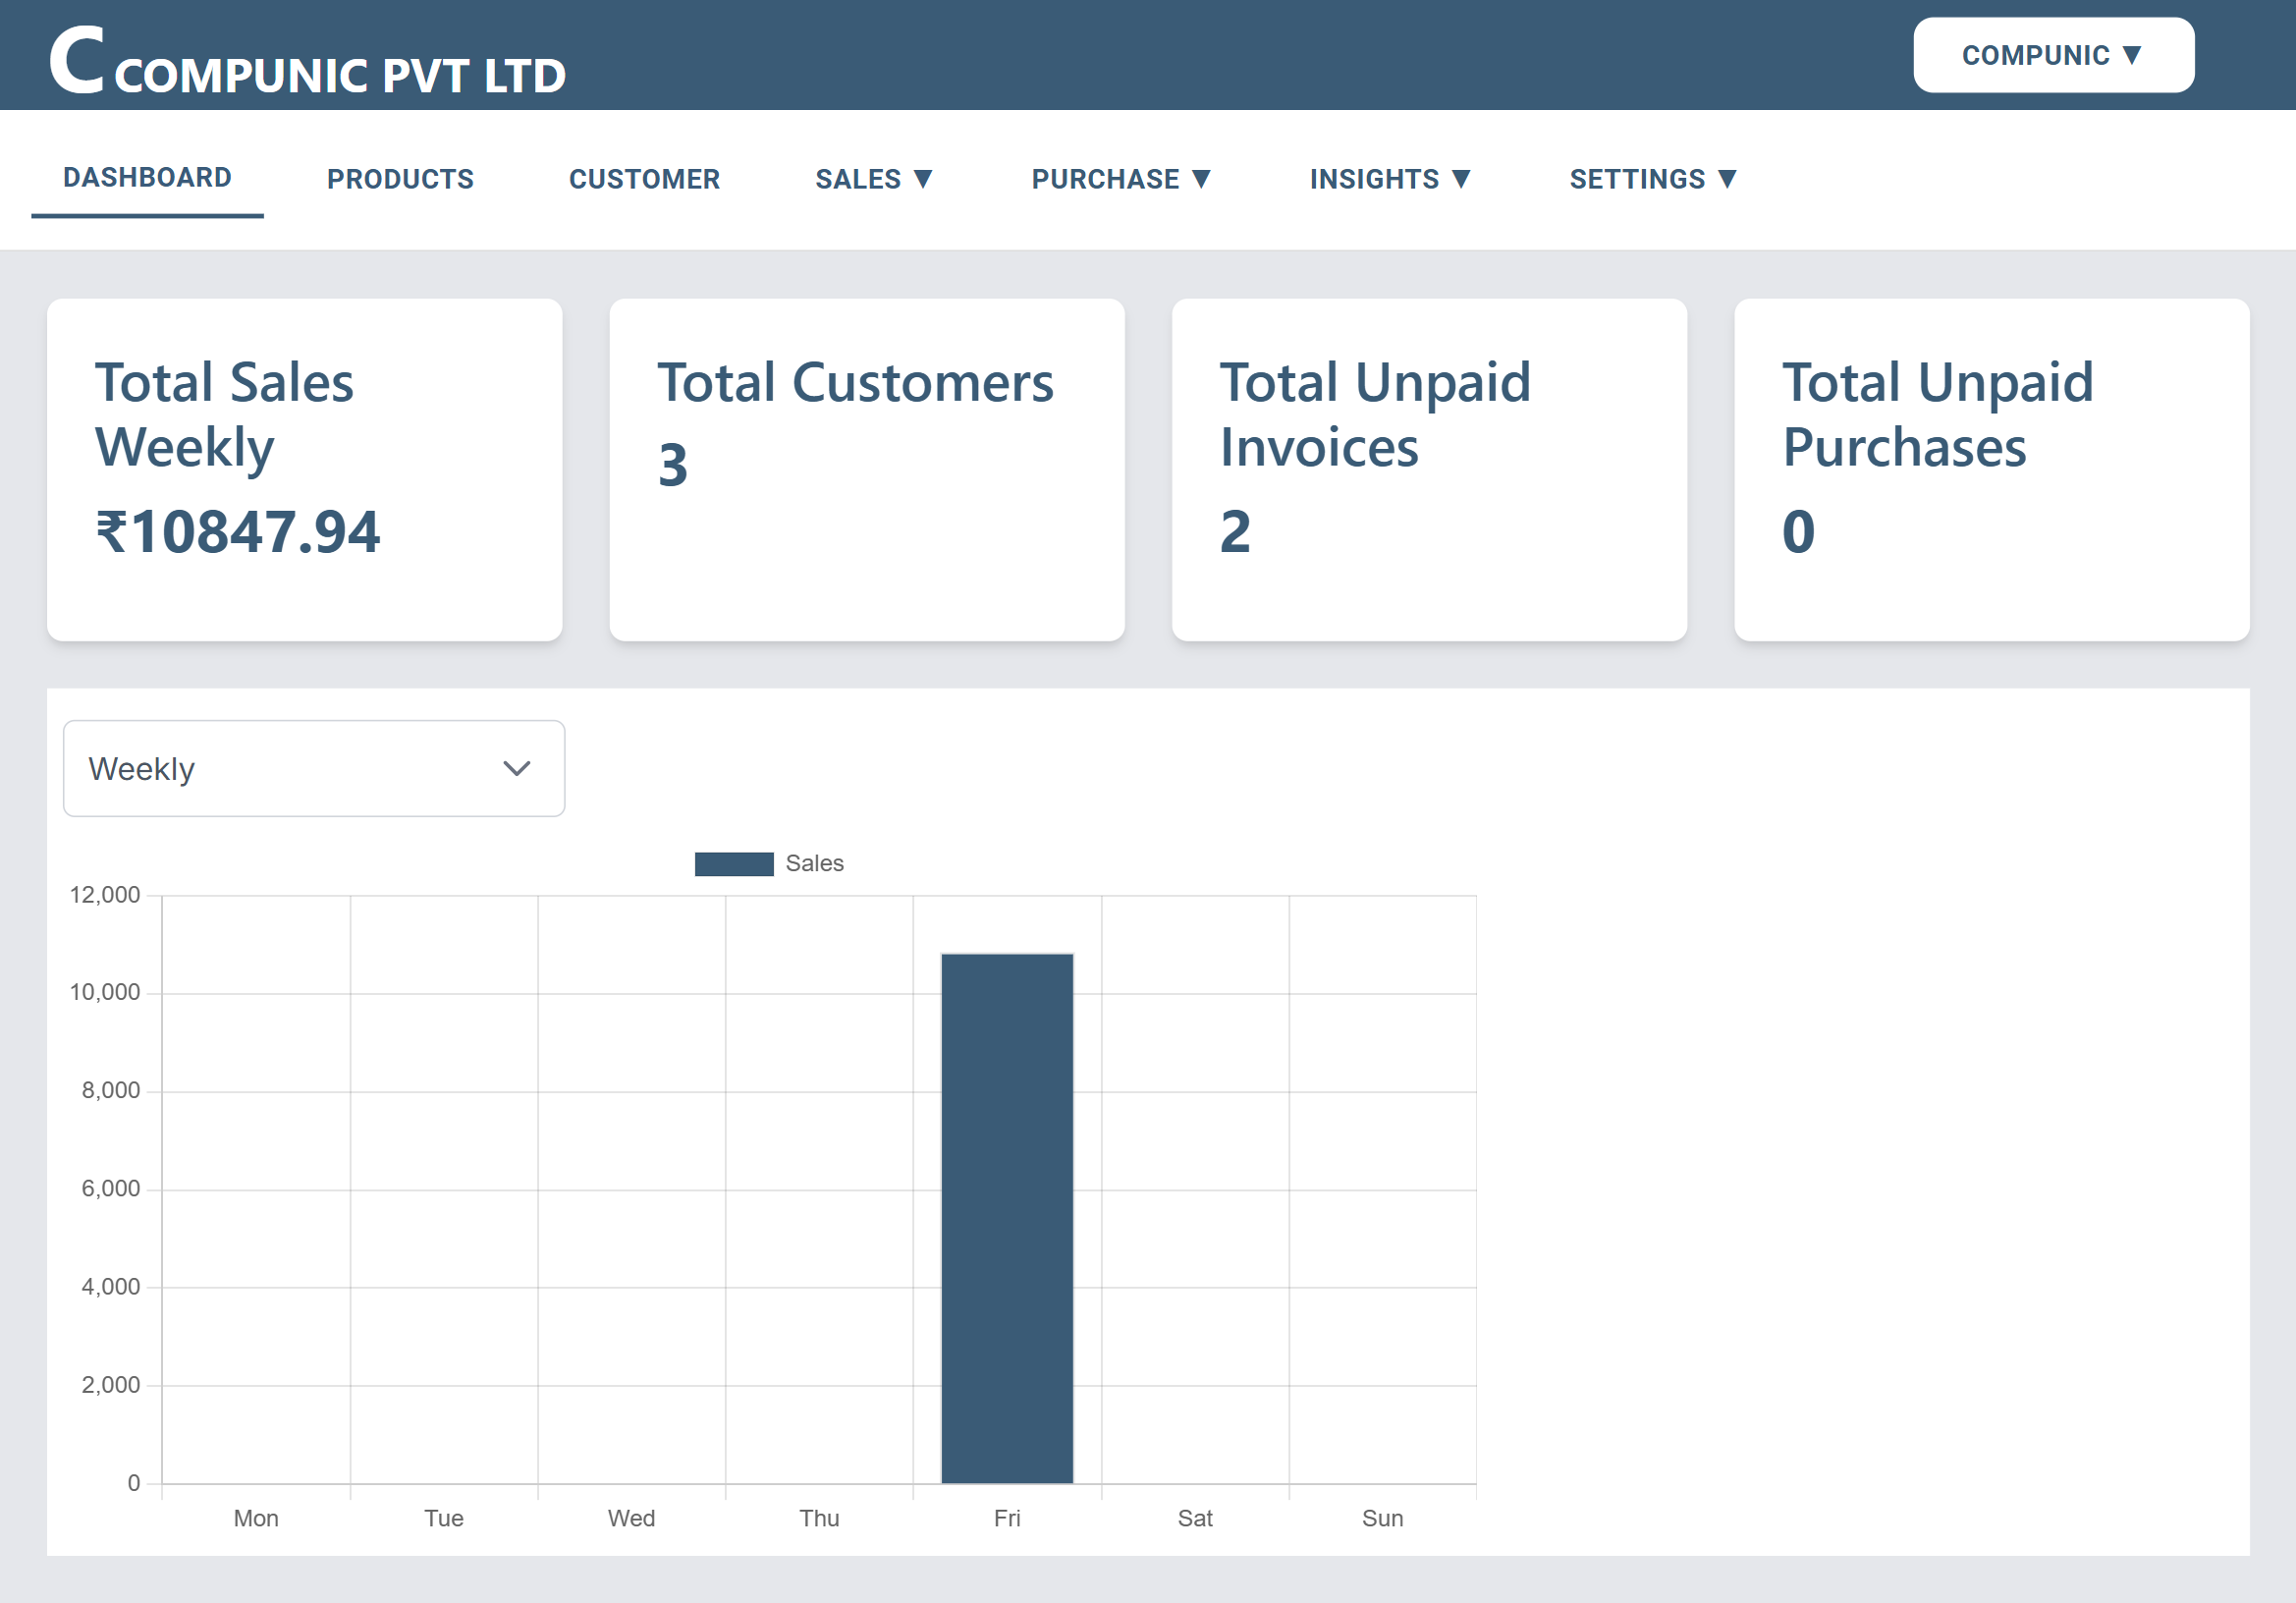 C COMPUNIC PVT LTD
COMPUNIC ▼
DASHBOARD PRODUCTS CUSTOMER SALES ▼ PURCHASE ▼ INSIGHTS ▼ SETTINGS ▼
Total Sales
Weekly
₹10847.94
Total Customers
3
Total Unpaid
Invoices
2
Total Unpaid
Purchases
0
Weekly
Sales
12,000
10,000
8,000
6,000
4,000
2,000
0
Mon Tue Wed Thu Fri Sat Sun